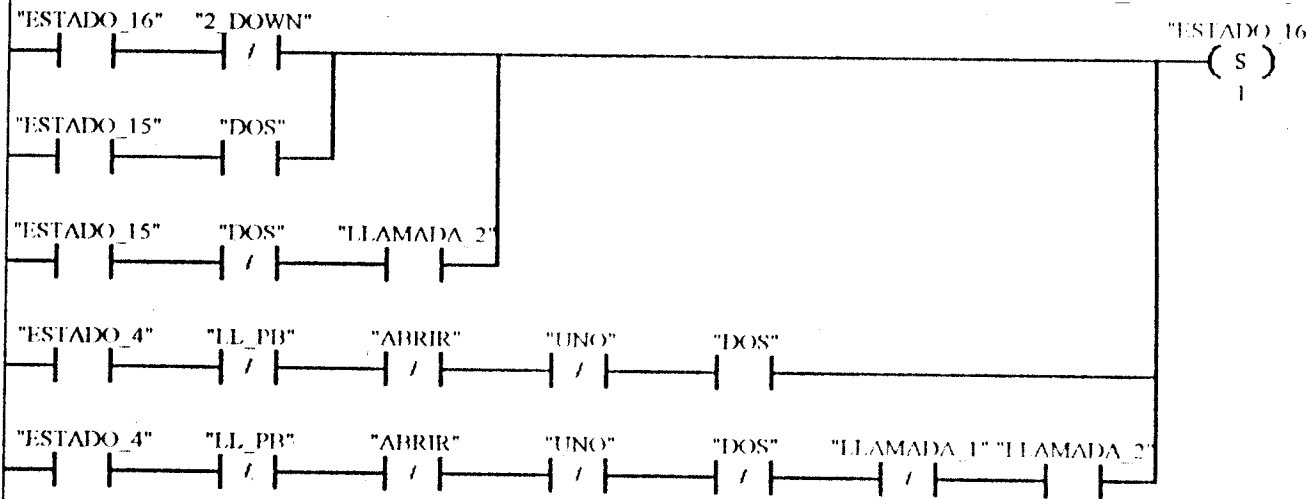 "ESTADO_16" "2_DOWN" "ESTADO_16
/ ( S )
1
"ESTADO_15" "DOS"
"ESTADO_15" "DOS" "LLAMADA_2"
/
"ESTADO_4" "LL_PB" "ABRIR" "UNO" "DOS"
/ / /
"ESTADO_4" "LL_PB" "ABRIR" "UNO" "DOS" "LLAMADA_1" "LLAMADA_2"
/ / / / /